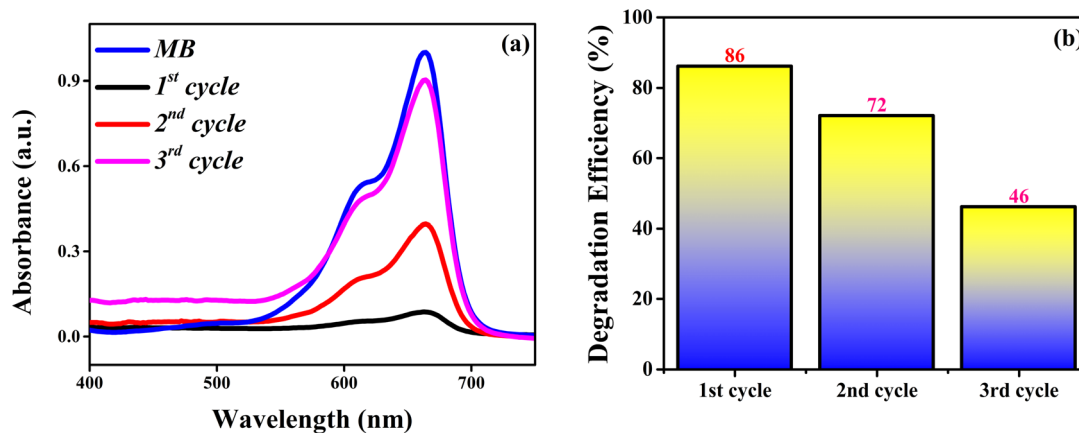 (a)
MB
1st cycle
2nd cycle
3rd cycle
Absorbance (a.u.)
0.9
0.6
0.3
0.0
400 500 600 700
Wavelength (nm)
(b)
Degradation Efficiency (%)
100
80
60
40
20
0
86
72
46
1st cycle 2nd cycle 3rd cycle